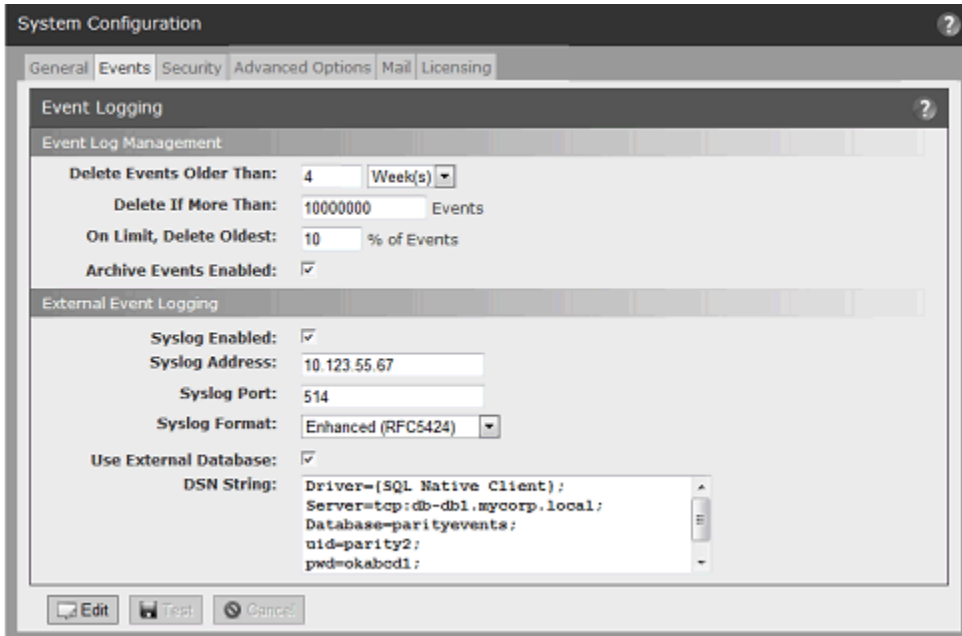 System Configuration
?
General Events Security Advanced Options Mail Licensing
Event Logging
?
Event Log Management
Delete Events Older Than: 4 Week(s)
Delete If More Than: 10000000 Events
On Limit, Delete Oldest: 10 % of Events
Archive Events Enabled:
External Event Logging
Syslog Enabled:
Syslog Address: 10.123.55.67
Syslog Port: 514
Syslog Format: Enhanced (RFC5424)
Use External Database:
DSN String: Driver={SQL Native Client};
Server=tcp:db-db1.mycorp.local;
Database=parityevents;
uid=parity2;
pwd=okabcd1;
Edit Test Cancel